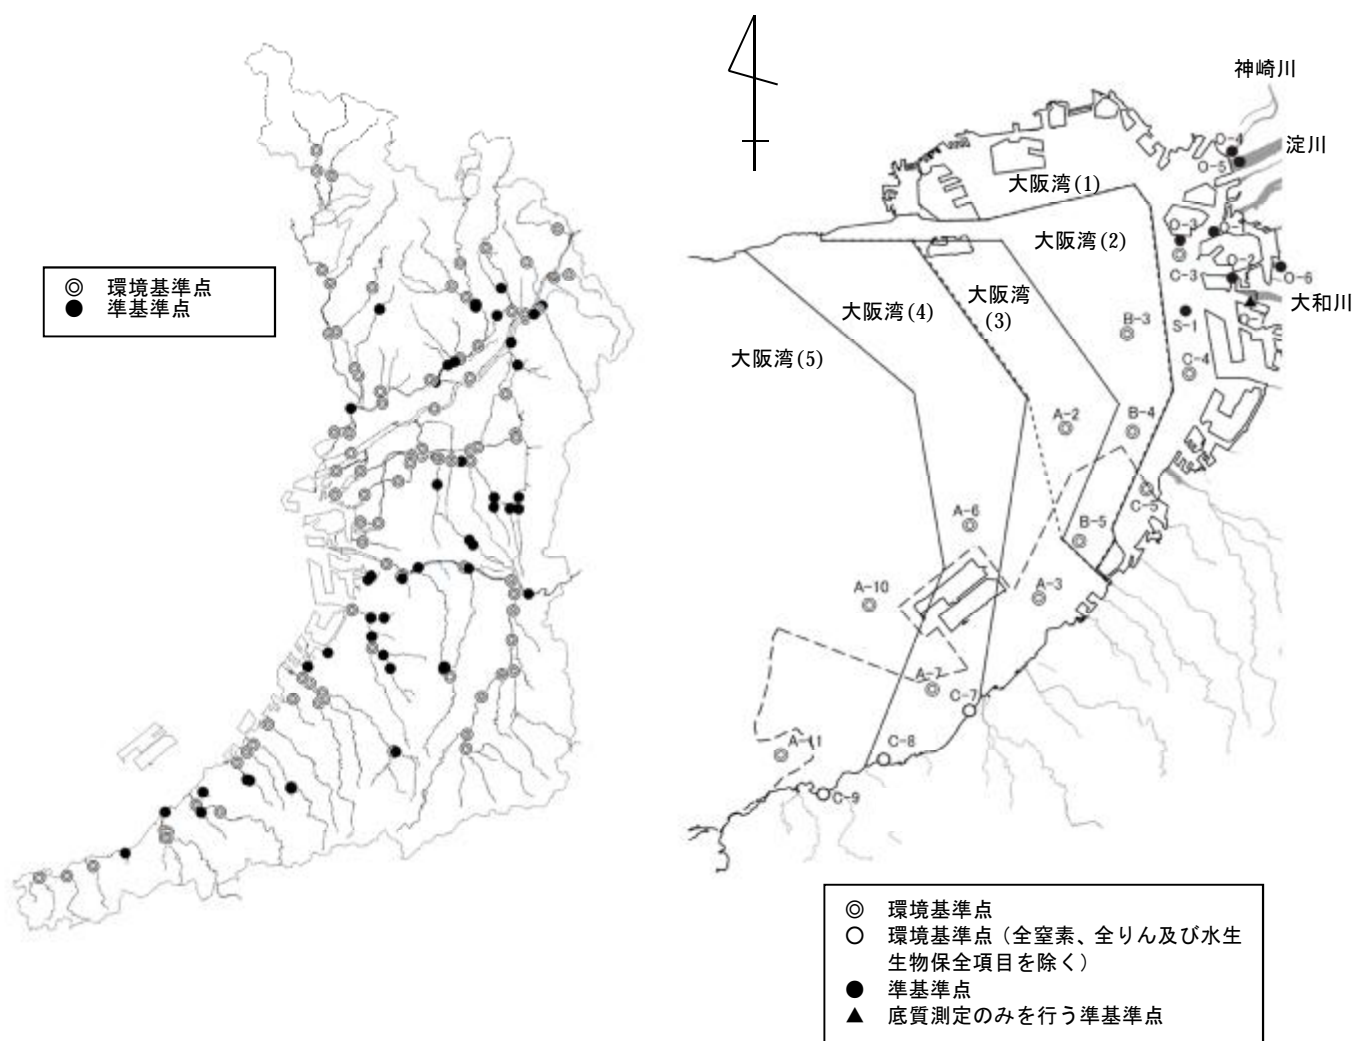 環境基準点
準基準点
神崎川
O-4
淀川
O-5
大阪湾(1)
大阪湾(2)
O-3
O-1
C-3
O-2
O-6
大和川
大阪湾(4)
大阪湾
(3)
S-1
B-3
大阪湾(5)
C-4
A-2
B-4
C-5
A-6
B-5
A-10
A-3
A-7
C-7
A-11
C-8
C-9
環境基準点
環境基準点(全窒素、全りん及び水生
生物保全項目を除く)
準基準点
底質測定のみを行う準基準点